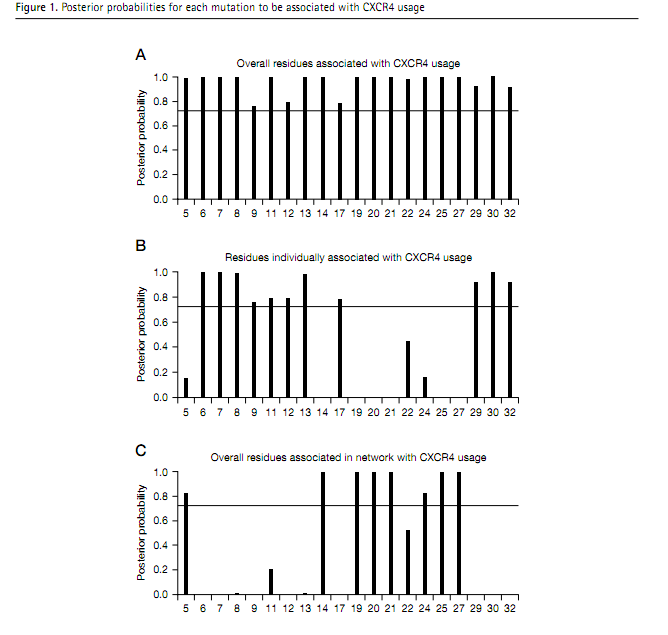 Figure 1. Posterior probabilities for each mutation to be associated with CXCR4 usage
A
Overall residues associated with CXCR4 usage
Posterior probability
1.0
0.8
0.6
0.4
0.2
0.0
5 6 7 8 9 11 12 13 14 17 19 20 21 22 24 25 27 29 30 32
B
Residues individually associated with CXCR4 usage
Posterior probability
1.0
0.8
0.6
0.4
0.2
0.0
5 6 7 8 9 11 12 13 14 17 19 20 21 22 24 25 27 29 30 32
C
Overall residues associated in network with CXCR4 usage
Posterior probability
1.0
0.8
0.6
0.4
0.2
0.0
5 6 7 8 9 11 12 13 14 17 19 20 21 22 24 25 27 29 30 32